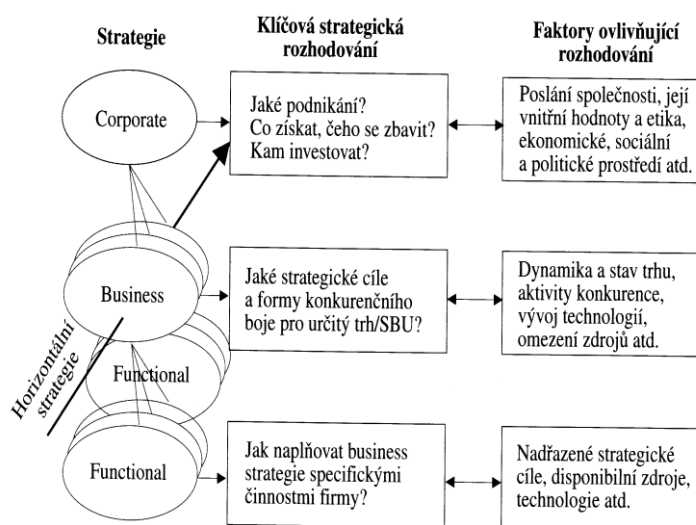 Strategie
Klíčová strategická
rozhodování
Faktory ovlivňující
rozhodování
Corporate
Jaké podnikání?
Co získat, čeho se zbavit?
Kam investovat?
Poslání společnosti, její
vnitřní hodnoty a etika,
ekonomické, sociální
a politické prostředí atd.
Business
Jaké strategické cíle
a formy konkurenčního
boje pro určitý trh/SBU?
Dynamika a stav trhu,
aktivity konkurence,
vývoj technologií,
omezení zdrojů atd.
Horizontální
strategie
Functional
Functional
Jak naplňovat business
strategie specifickými
činnostmi firmy?
Nadřazené strategické
cíle, disponibilní zdroje,
technologie atd.